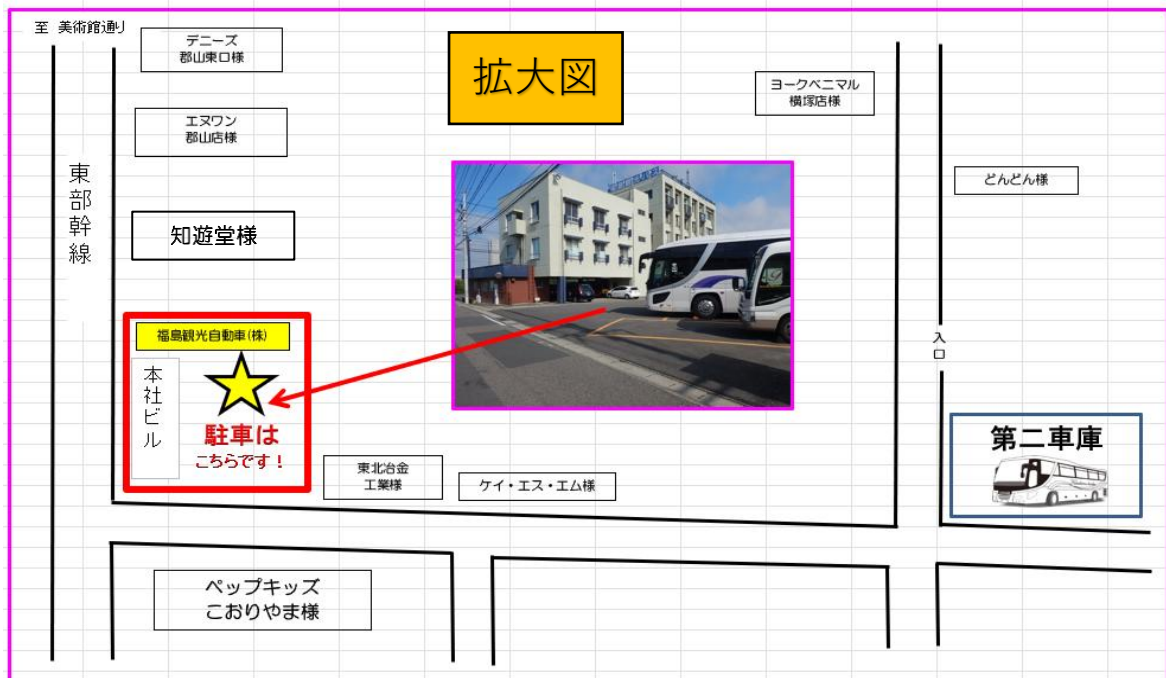 至 美術館通り
デニーズ
郡山東口様
拡大図
ヨークベニマル
横塚店様
エヌワン
郡山店様
東部幹線
どんどん様
知遊堂様
福島観光自動車(株)
入口
本社ビル
駐車は
こちらです！
第二車庫
東北冶金
工業様
ケイ・エス・エム様
ペップキッズ
こおりやま様